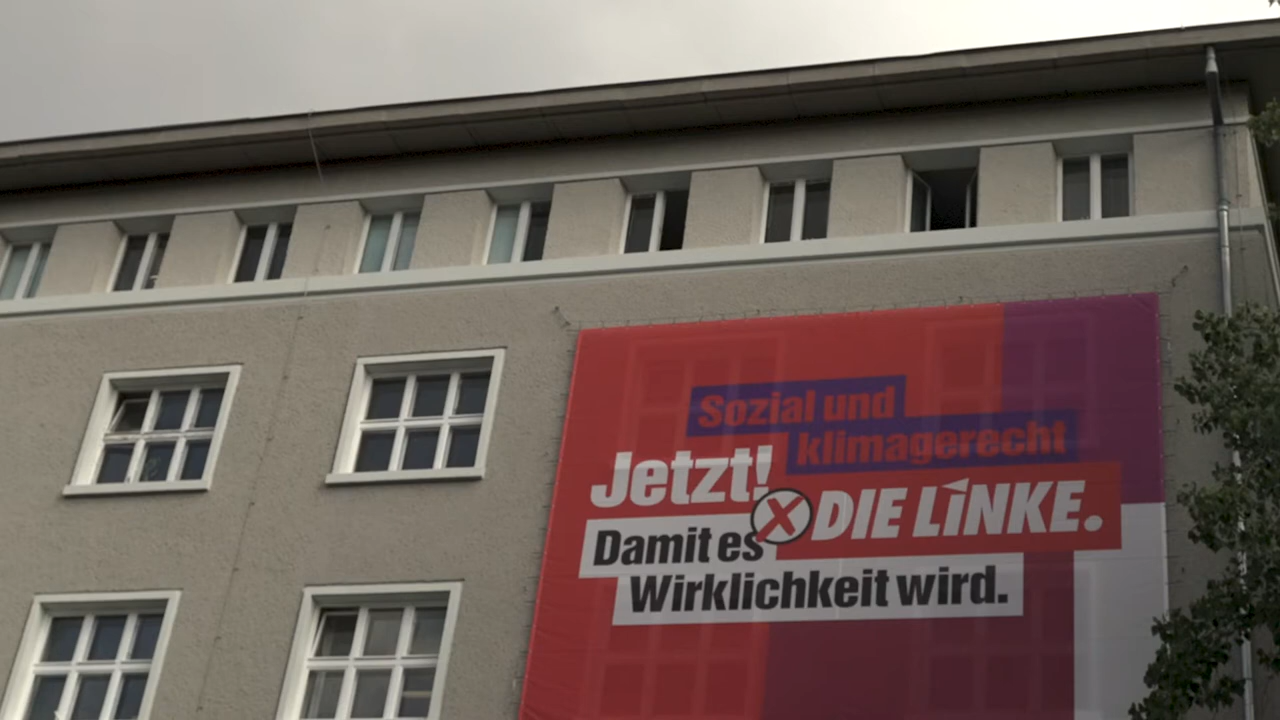 Sozial und
klimagerecht
Jetzt!
DIE LINKE.
Damit es
Wirklichkeit wird.